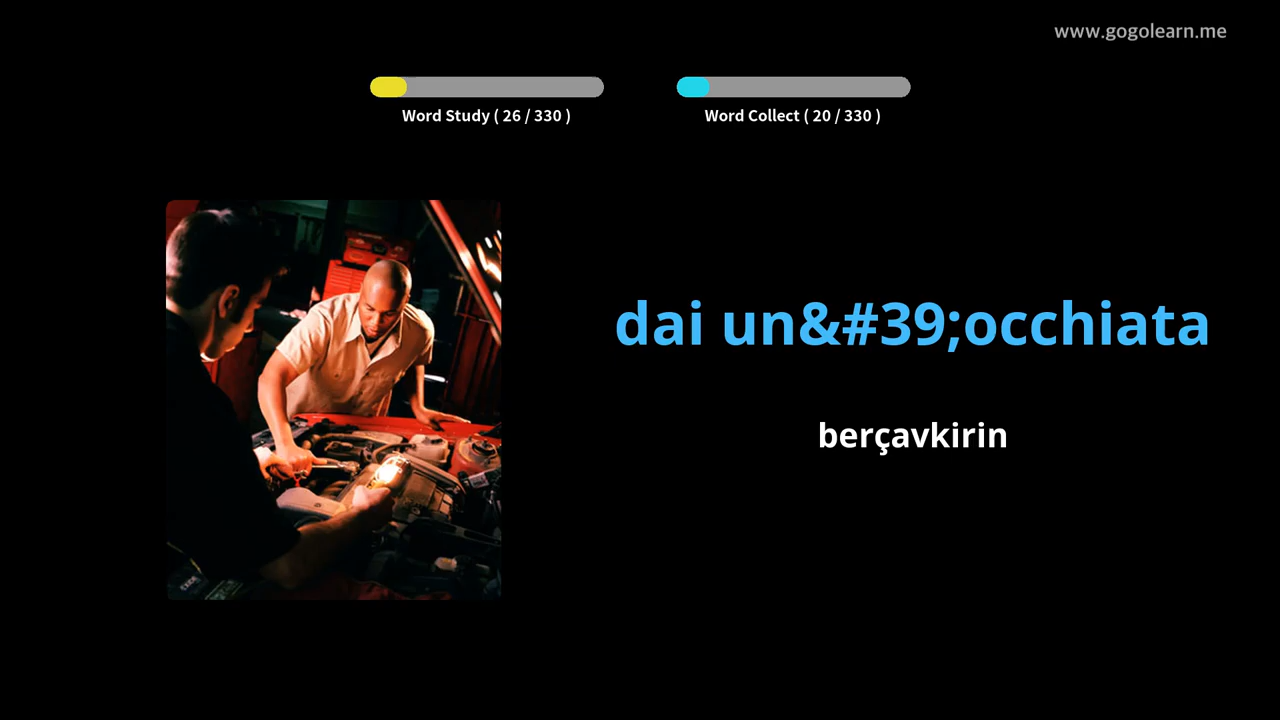 www.gogolearn.me
Word Study ( 26 / 330 )
Word Collect ( 20 / 330 )
dai un&#39;occhiata
berçavkirin